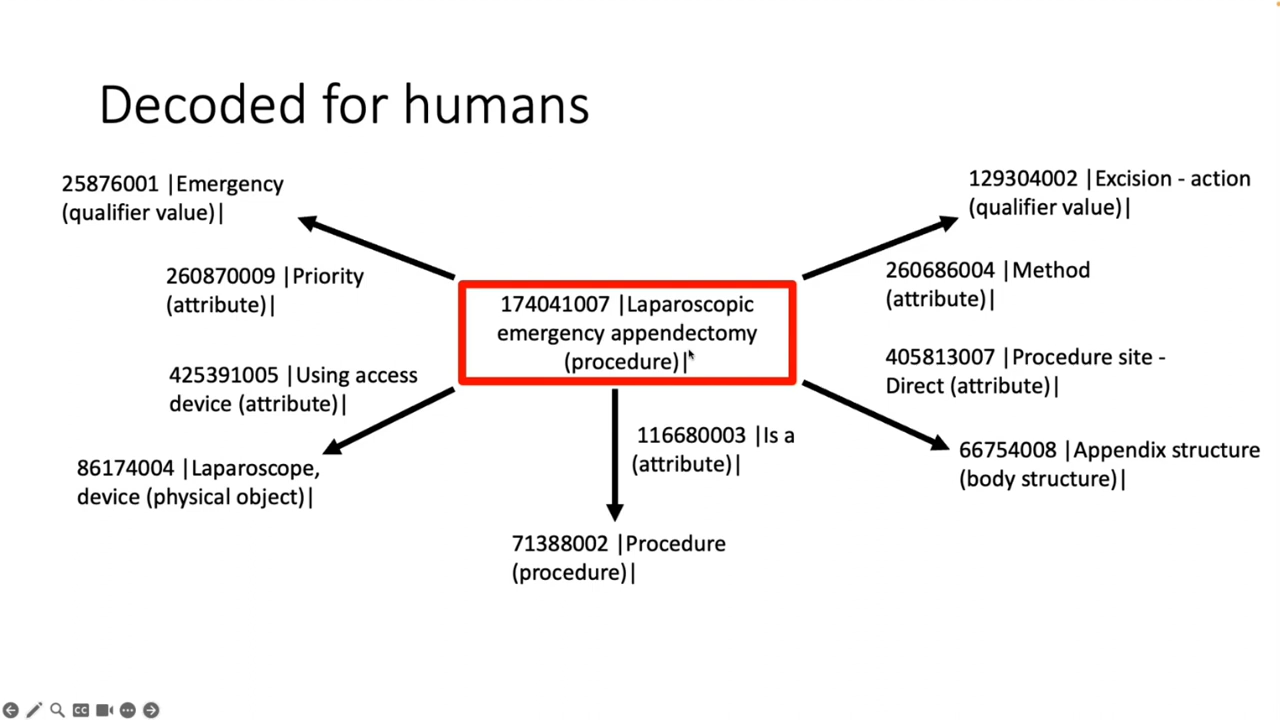 Decoded for humans
25876001 |Emergency
(qualifier value)|
129304002 |Excision - action
(qualifier value)|
260870009 |Priority
(attribute)|
260686004 |Method
(attribute)|
174041007 |Laparoscopic
emergency appendectomy
(procedure)|
425391005 |Using access
device (attribute)|
405813007 |Procedure site -
Direct (attribute)|
116680003 |Is a
(attribute)|
86174004 |Laparoscope,
device (physical object)|
66754008 |Appendix structure
(body structure)|
71388002 |Procedure
(procedure)|
CC